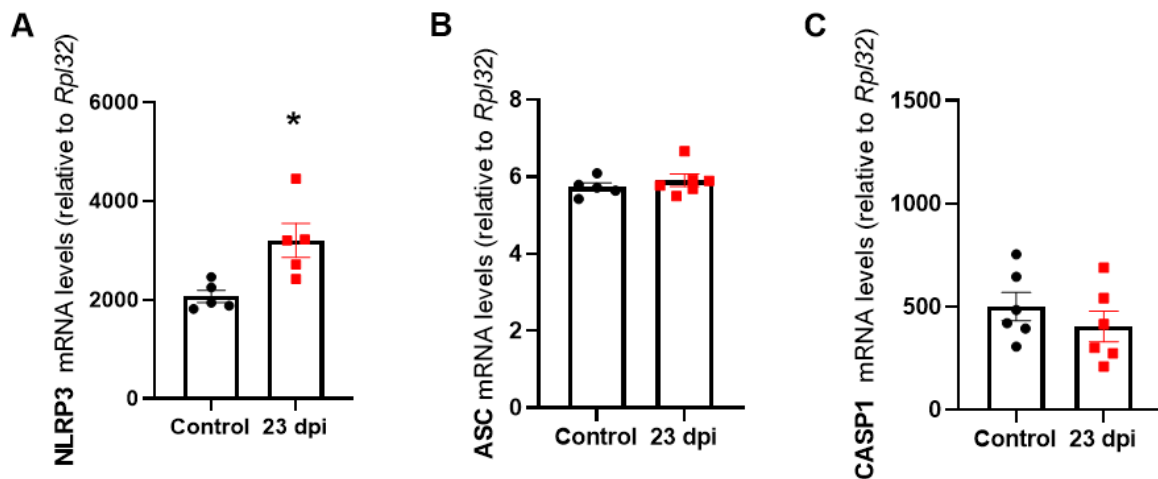 A
NLRP3 mRNA levels (relative to Rpl32)
6000
4000
2000
0
*
Control 23 dpi
B
ASC mRNA levels (relative to Rpl32)
8
6
4
2
0
Control 23 dpi
C
CASP1 mRNA levels (relative to Rpl32)
1500
1000
500
0
Control 23 dpi